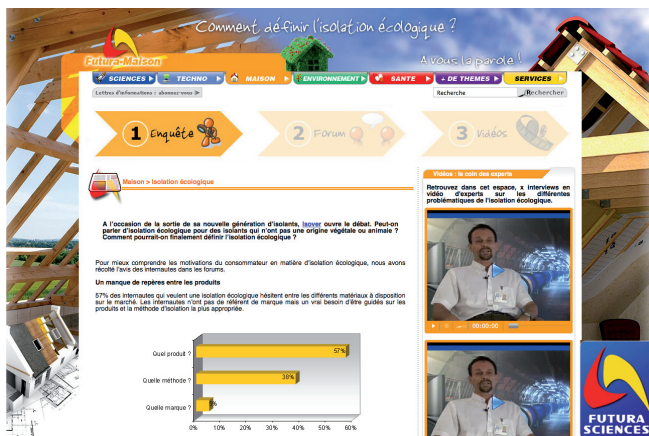 Comment définir l'isolation écologique ?
A vous la parole !
Futura-Maison
SCIENCES
TECHNO
MAISON
ENVIRONNEMENT
SANTE
+ DE THEMES
SERVICES
Lettres d'informations : abonnez-vous >
Recherche
Rechercher
1 Enquête
2 Forum
3 Vidéos
Maison > Isolation écologique
A l'occasion de la sortie de sa nouvelle génération d'isolants, Isover ouvre le débat. Peut-on
parler d'isolation écologique pour des isolants qui n'ont pas une origine végétale ou animale ?
Comment pourrait-on finalement définir l'isolation écologique ?
Pour mieux comprendre les motivations du consommateur en matière d'isolation écologique, nous avons
récolté l'avis des internautes dans les forums.
Un manque de repères entre les produits
57% des internautes qui veulent une isolation écologique hésitent entre les différents matériaux à disposition
sur le marché. Les internautes n'ont pas de référent de marque mais un vrai besoin d'être guidés sur les
produits et la méthode d'isolation la plus appropriée.
Quel produit ?
57%
Quelle méthode ?
38%
Quelle marque ?
0%
10%
20%
30%
40%
50%
60%
Vidéos : le coin des experts
Retrouvez dans cet espace, x interviews en
vidéo d'experts sur les différentes
problématiques de l'isolation écologique.
00:00:00
FUTURA
SCIENCES